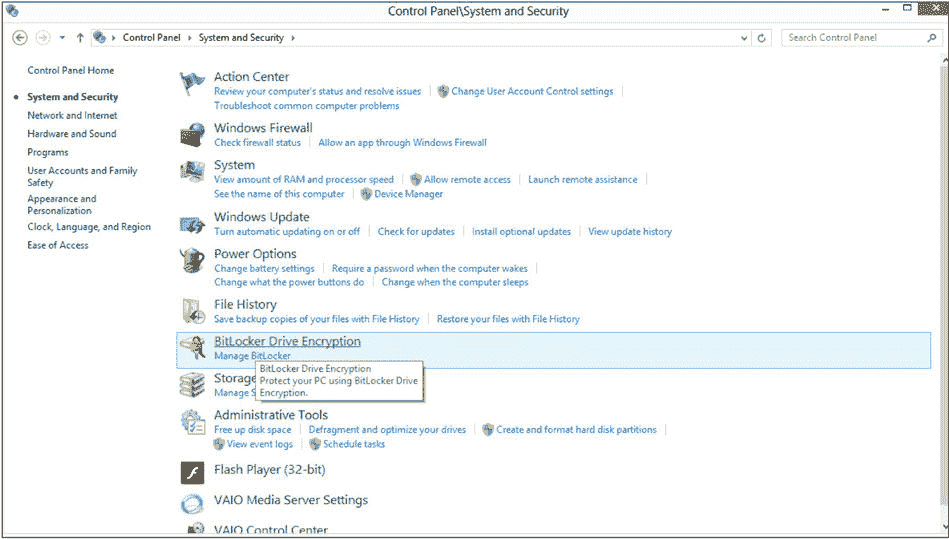 Control Panel\System and Security
Control Panel System and Security
Search Control Panel
Control Panel Home
System and Security
Network and Internet
Hardware and Sound
Programs
User Accounts and Family
Safety
Appearance and
Personalization
Clock, Language, and Region
Ease of Access
Action Center
Review your computer's status and resolve issues Change User Account Control settings
Troubleshoot common computer problems
Windows Firewall
Check firewall status Allow an app through Windows Firewall
System
View amount of RAM and processor speed Allow remote access Launch remote assistance
See the name of this computer Device Manager
Windows Update
Turn automatic updating on or off Check for updates Install optional updates View update history
Power Options
Change battery settings Require a password when the computer wakes
Change what the power buttons do Change when the computer sleeps
File History
Save backup copies of your files with File History Restore your files with File History
BitLocker Drive Encryption
Manage BitLocker
BitLocker Drive Encryption
Protect your PC using BitLocker Drive
Encryption.
Storage
Manage S
Administrative Tools
Free up disk space Defragment and optimize your drives Create and format hard disk partitions
View event logs Schedule tasks
Flash Player (32-bit)
VAIO Media Server Settings
VAIO Control Center